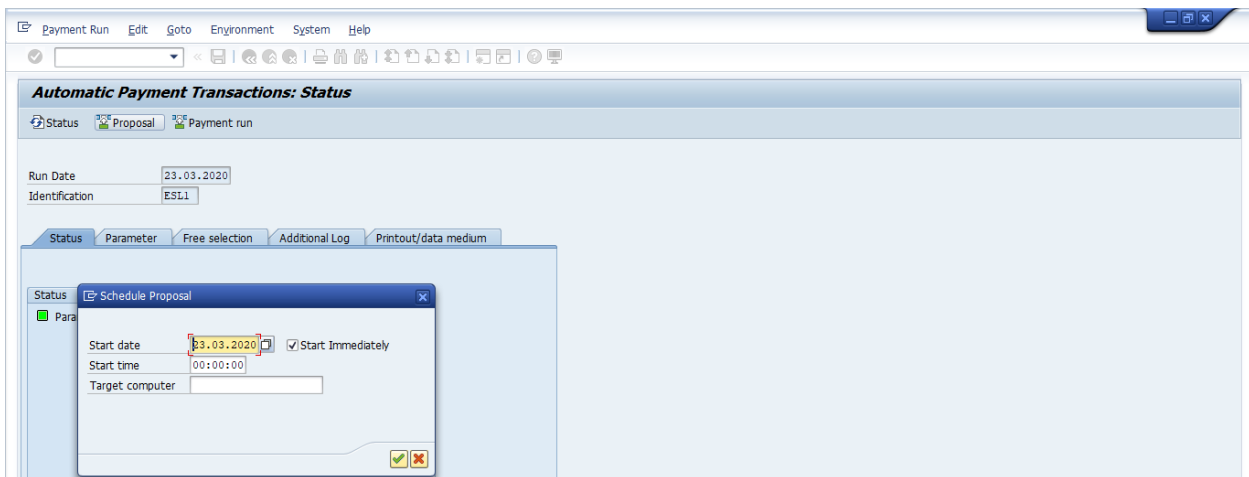 Payment Run Edit Goto Environment System Help
Automatic Payment Transactions: Status
Status Proposal Payment run
Run Date 23.03.2020
Identification ESL1
Status Parameter Free selection Additional Log Printout/data medium
Status
Para
Schedule Proposal
Start date 23.03.2020 Start Immediately
Start time 00:00:00
Target computer